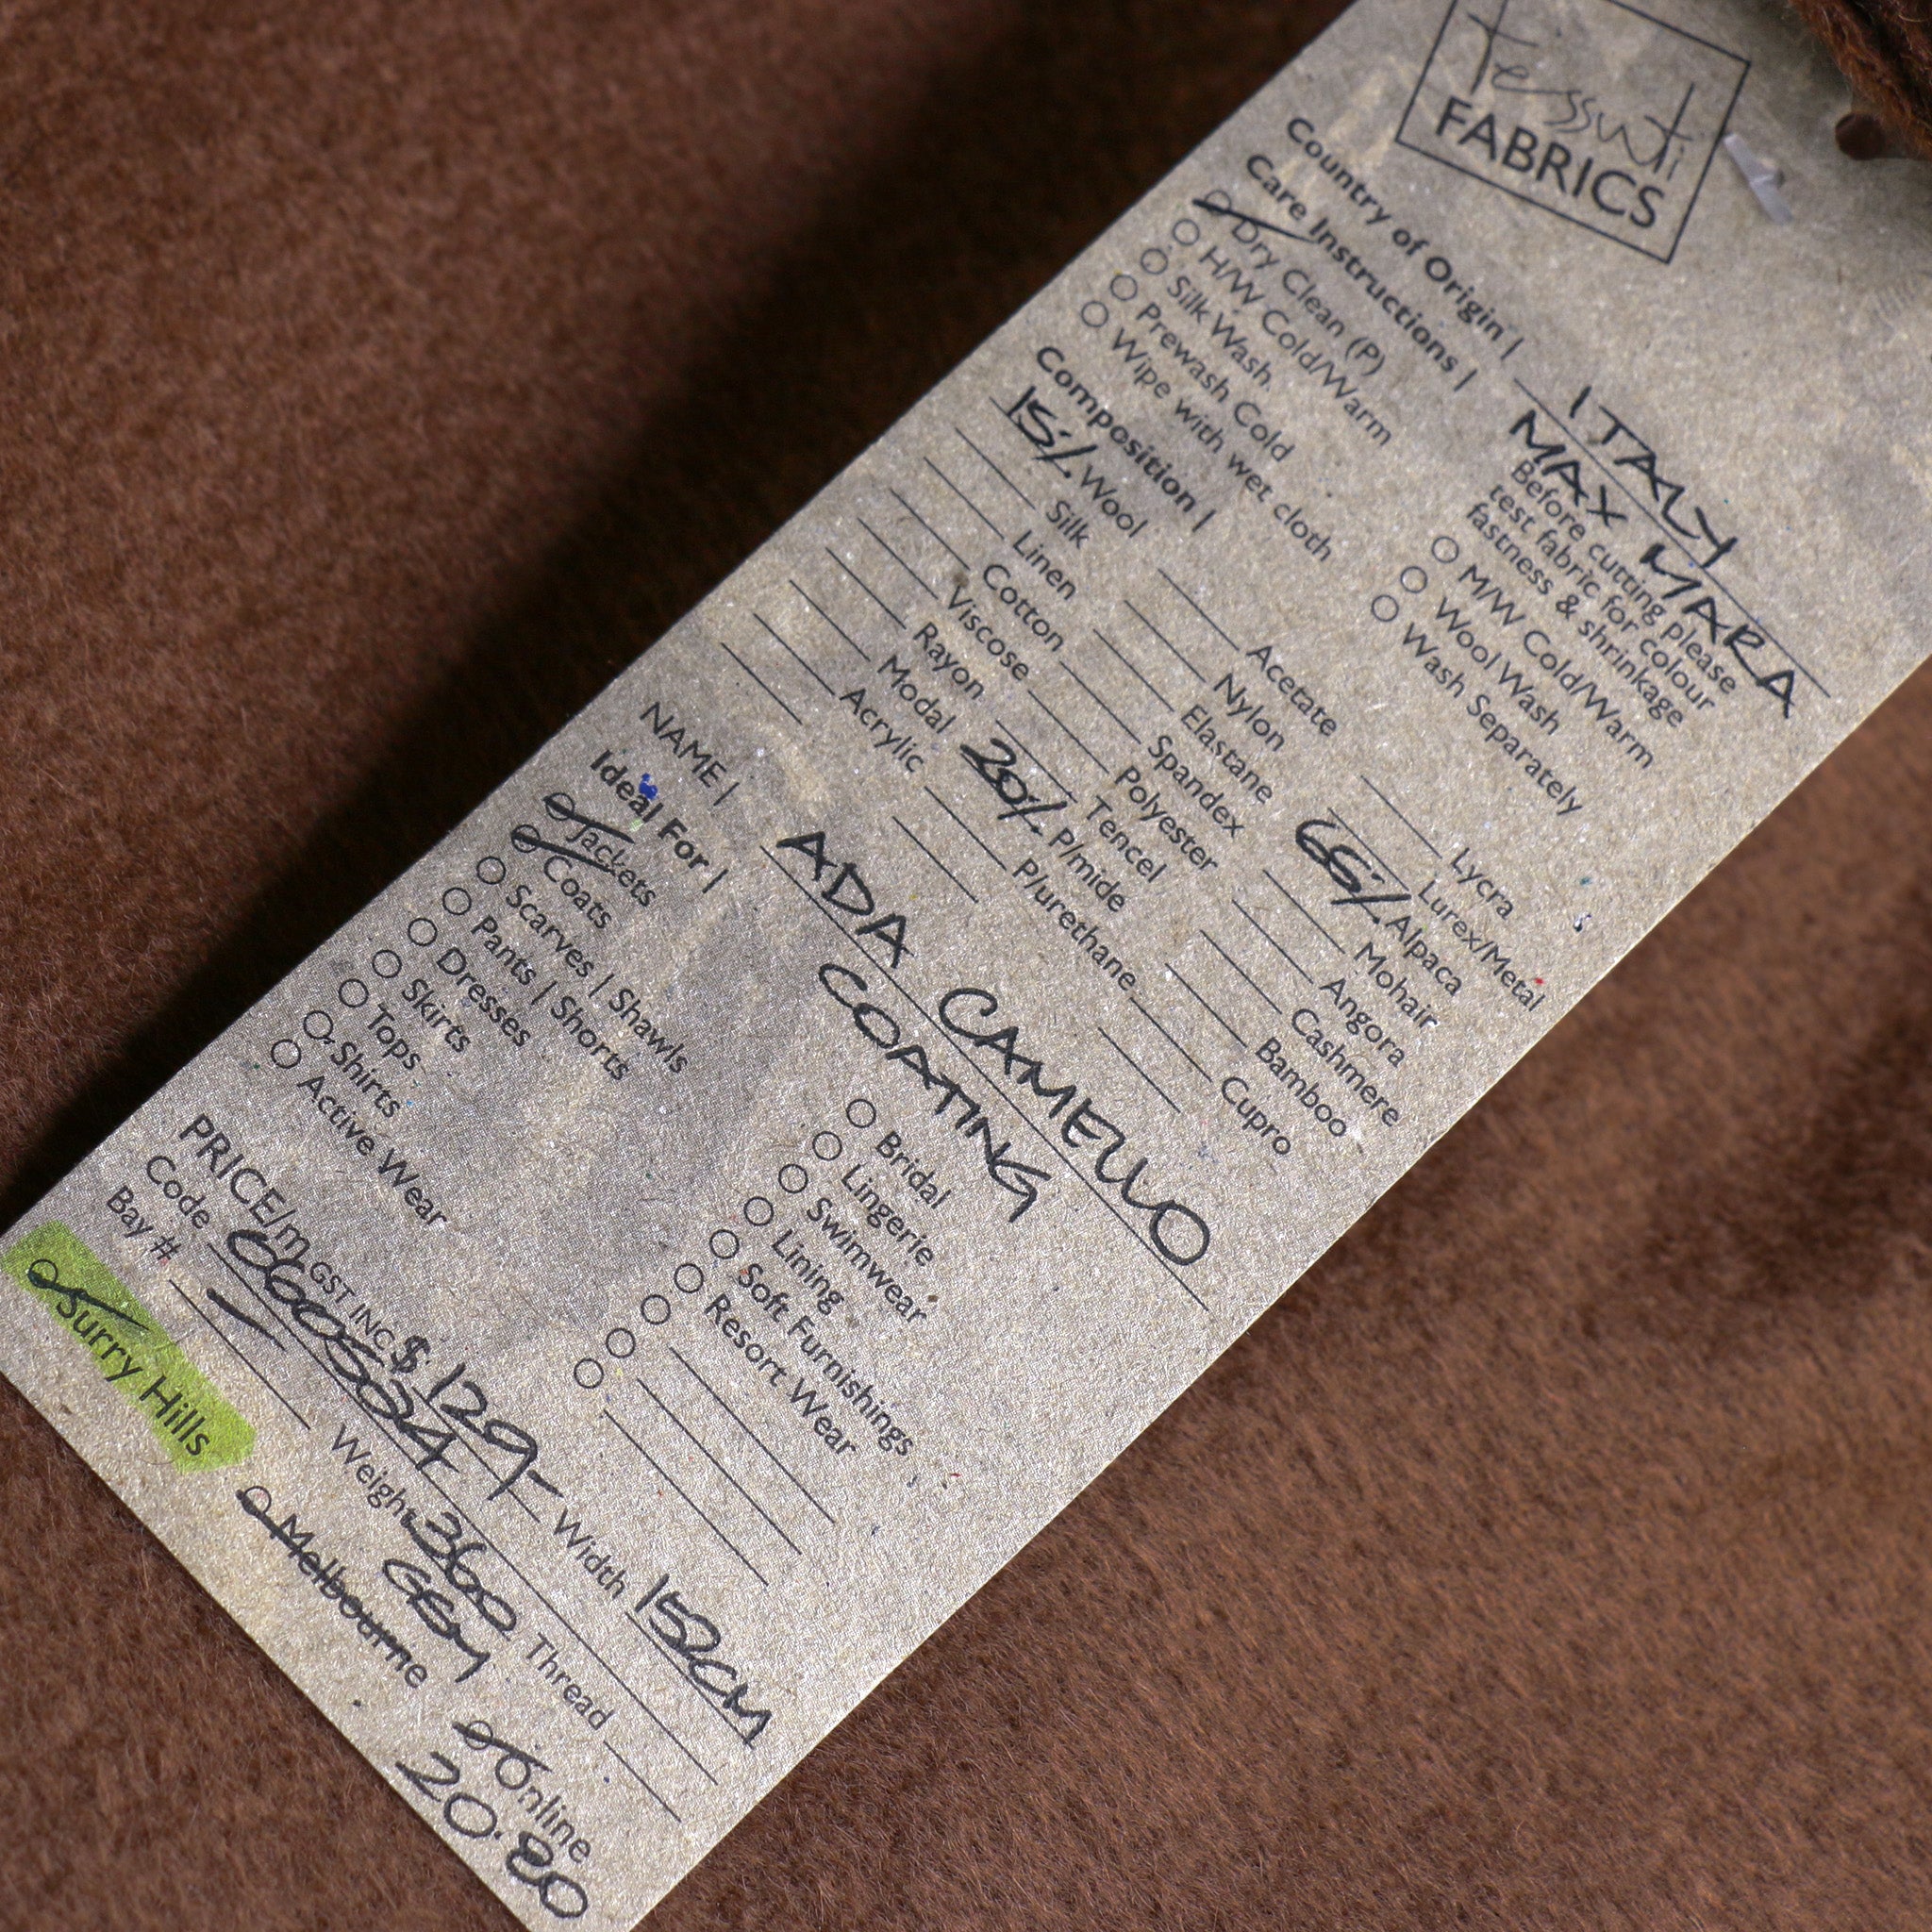 tessuti
FABRICS
Country of Origin | ITALY
MAX MARA
Care Instructions |
Before cutting please
test fabric for colour
fastness & shrinkage
Dry Clean (P)
H/W Cold/Warm
Silk Wash
Prewash Cold
Wipe with wet cloth
M/W Cold/Warm
Wool Wash
Wash Separately
Composition |
15% Wool
Silk
Linen
Cotton
Viscose
Rayon
Modal
Acrylic
Acetate
Nylon
Elastane
Spandex
Polyester
Tencel
20% P/mide
P/urethane
Lycra
Lurex/Metal
65% Alpaca
Mohair
Angora
Cashmere
Bamboo
Cupro
NAME | ADA CAMELLO
COATING
Ideal For |
Jackets
Coats
Scarves | Shawls
Pants | Shorts
Dresses
Skirts
Tops
Shirts
Active Wear
Bridal
Lingerie
Swimwear
Lining
Soft Furnishings
Resort Wear
PRICE/m GST INC $ 129- Width 152CM
Code Weight 360 Thread
Bay #
Surry Hills Melbourne Online
20.80